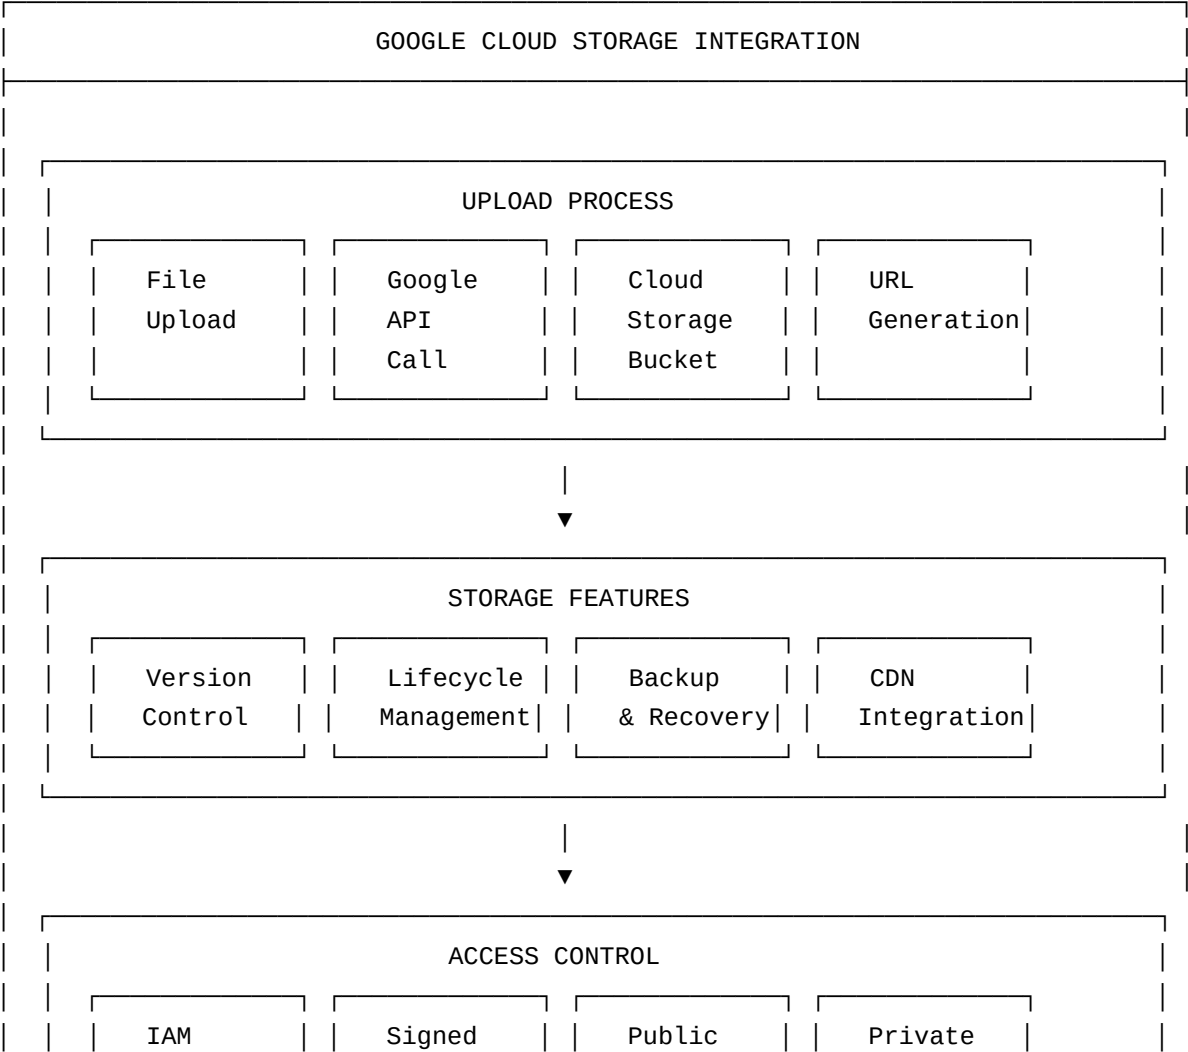 GOOGLE CLOUD STORAGE INTEGRATION
UPLOAD PROCESS
File Google Cloud URL
Upload API Storage Generation
Call Bucket
STORAGE FEATURES
Version Lifecycle Backup CDN
Control Management & Recovery Integration
ACCESS CONTROL
IAM Signed Public Private